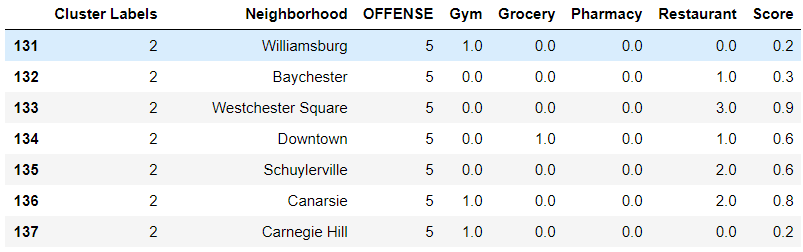 Cluster Labels Neighborhood OFFENSE Gym Grocery Pharmacy Restaurant Score
131 2 Williamsburg 5 1.0 0.0 0.0 0.0 0.2
132 2 Baychester 5 0.0 0.0 0.0 1.0 0.3
133 2 Westchester Square 5 0.0 0.0 0.0 3.0 0.9
134 2 Downtown 5 0.0 1.0 0.0 1.0 0.6
135 2 Schuylerville 5 0.0 0.0 0.0 2.0 0.6
136 2 Canarsie 5 1.0 0.0 0.0 2.0 0.8
137 2 Carnegie Hill 5 1.0 0.0 0.0 0.0 0.2